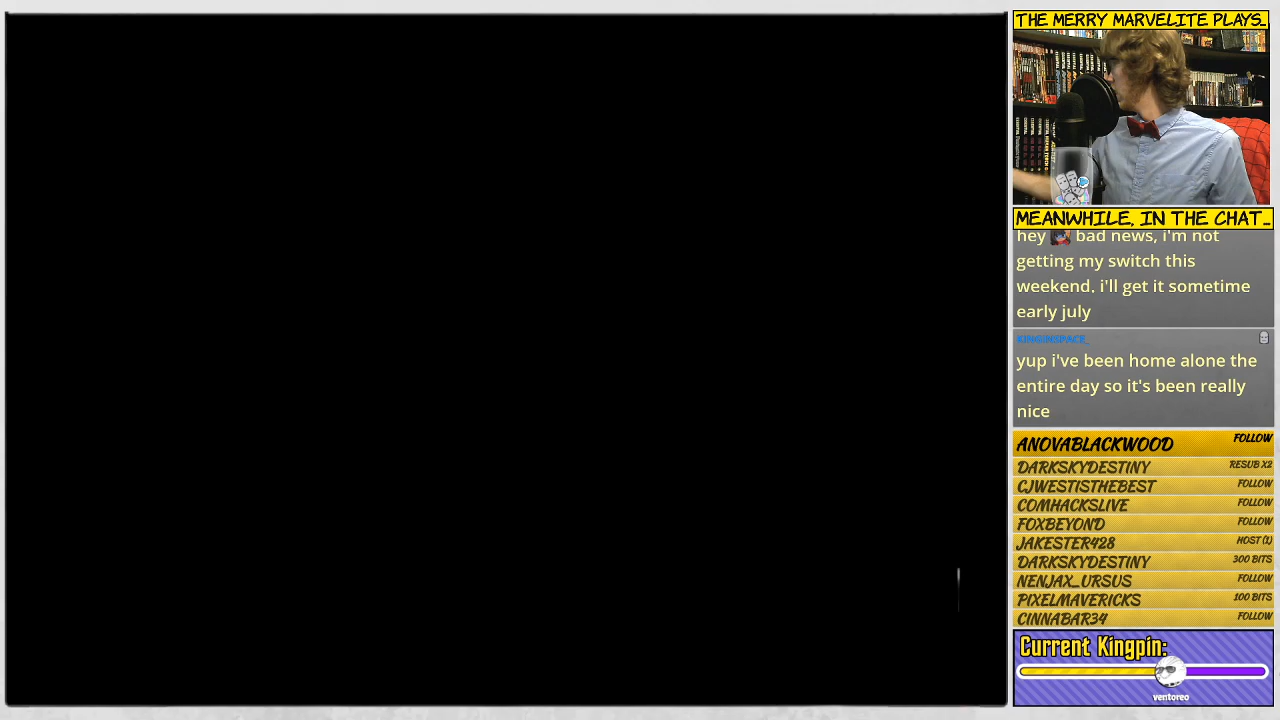 THE MERRY MARVELITE PLAYS...
MEANWHILE, IN THE CHAT...
hey bad news, i'm not
getting my switch this
weekend, i'll get it sometime
early july
KINGINSPACE_
yup i've been home alone the
entire day so it's been really
nice
ANOVABLACKWOOD FOLLOW
DARKSKYDESTINY RESUB X2
CJWESTISTHEBEST FOLLOW
COMHACKSLIVE FOLLOW
FOXBEYOND FOLLOW
JAKESTER428 HOST (1)
DARKSKYDESTINY 300 BITS
NENJAX_URSUS FOLLOW
PIXELMAVERICKS 100 BITS
CINNABAR34 FOLLOW
Current Kingpin:
ventoreo